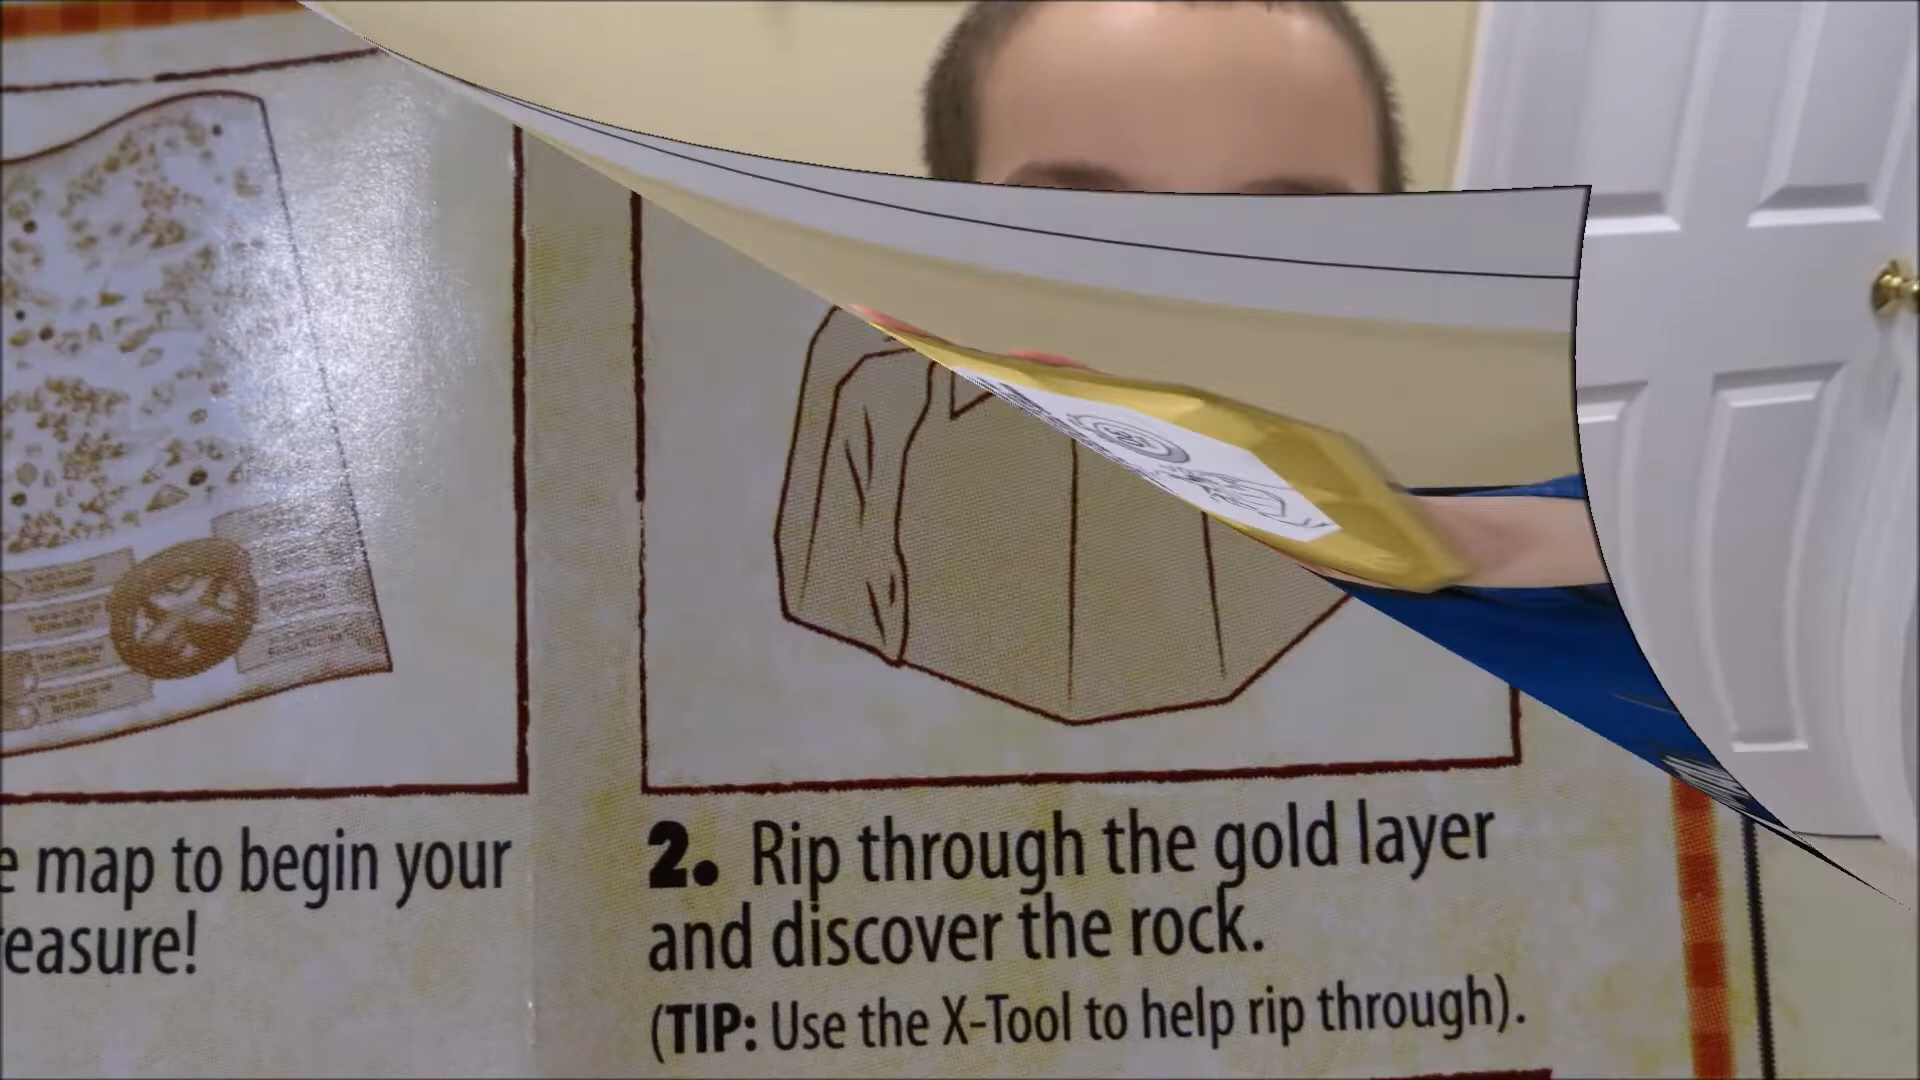 e map to begin your
reasure!
2. Rip through the gold layer
and discover the rock.
(TIP: Use the X-Tool to help rip through).